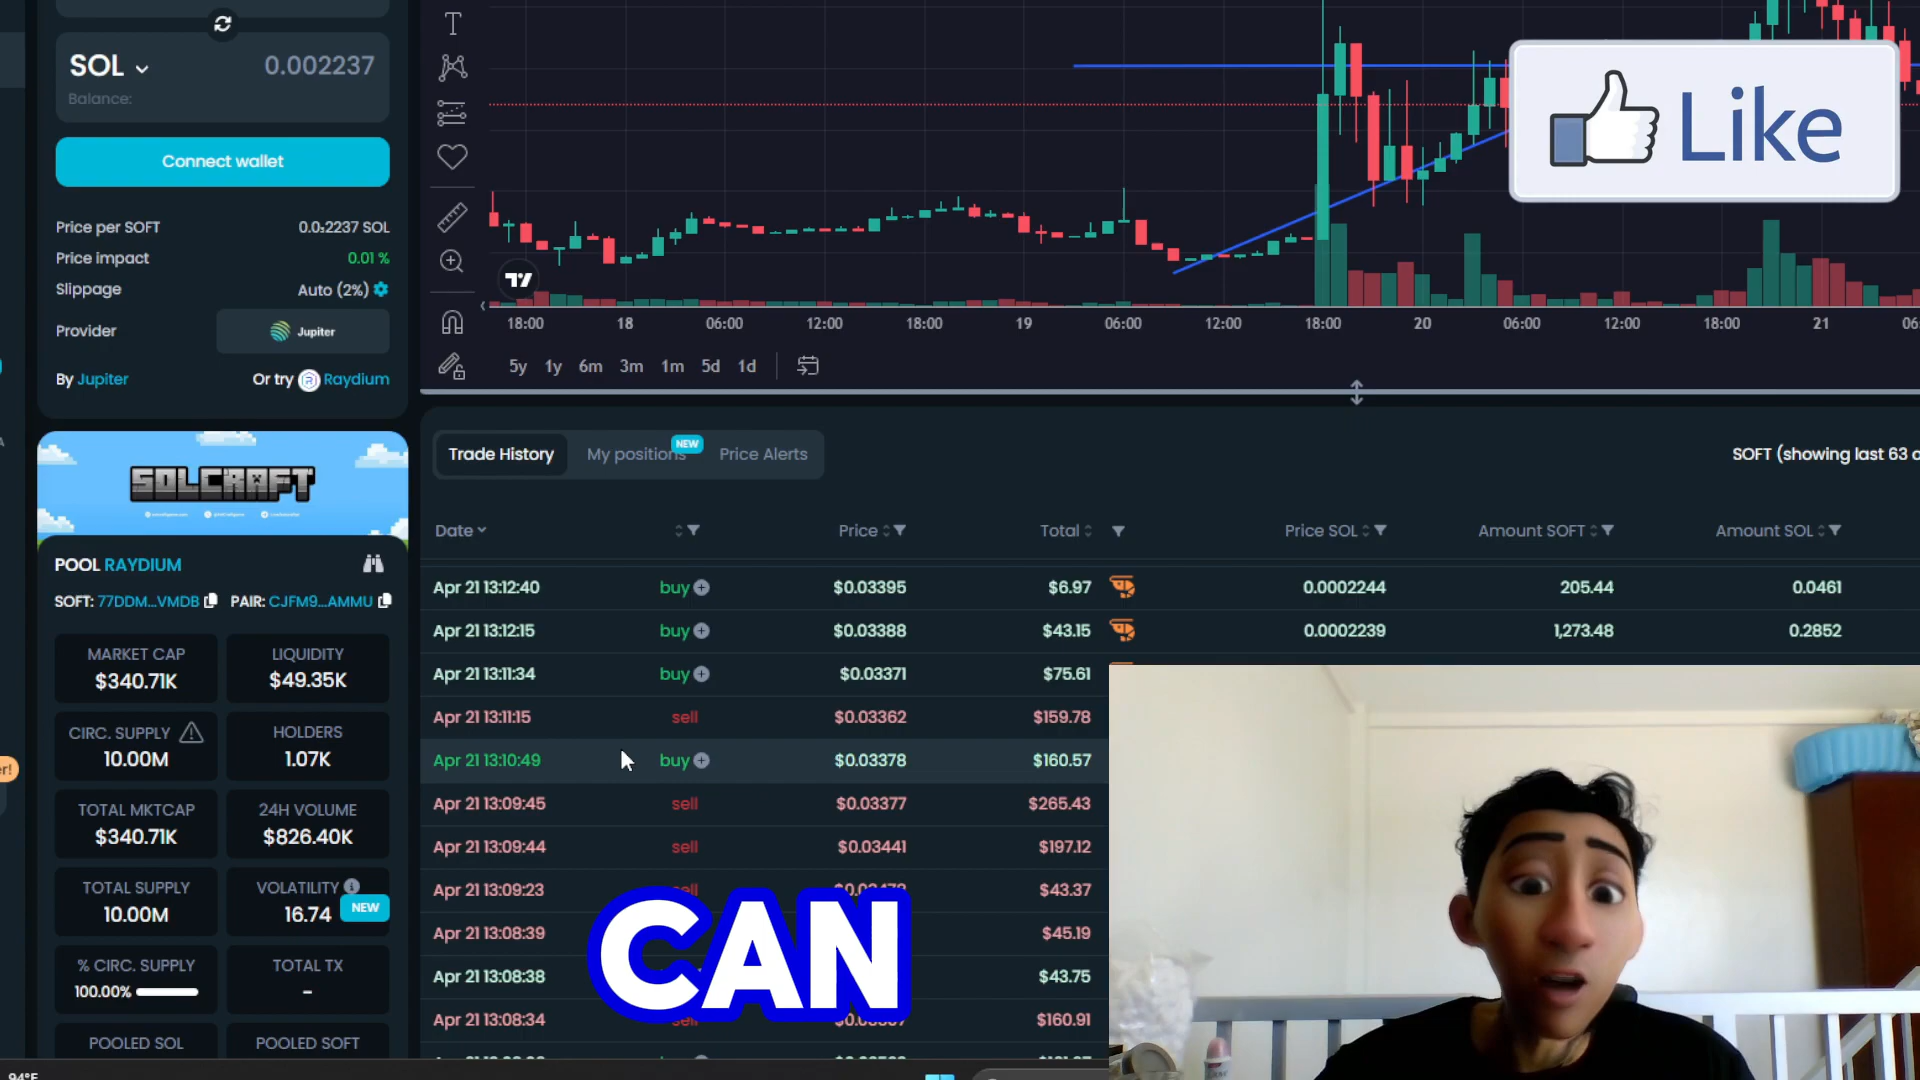 SOL
0.002237
Balance:
Connect wallet
Price per SOFT 0.0₂2237 SOL
Price impact 0.01 %
Slippage Auto (2%)
Provider Jupiter
By Jupiter Or try Raydium
SOLCRAFT
POOL RAYDIUM
SOFT: 77DDM...VMDB PAIR: CJFM9...AMMU
MARKET CAP LIQUIDITY
$340.71K $49.35K
CIRC. SUPPLY HOLDERS
10.00M 1.07K
TOTAL MKTCAP 24H VOLUME
$340.71K $826.40K
TOTAL SUPPLY VOLATILITY
10.00M 16.74 NEW
% CIRC. SUPPLY TOTAL TX
100.00% -
POOLED SOL POOLED SOFT
94°F
T
Like
18:00 18 06:00 12:00 18:00 19 06:00 12:00 18:00 20 06:00 12:00 18:00 21
5y 1y 6m 3m 1m 5d 1d
Trade History My positions NEW Price Alerts
SOFT (showing last 63
Date Price Total Price SOL Amount SOFT Amount SOL
Apr 21 13:12:40 buy $0.03395 $6.97 0.0002244 205.44 0.0461
Apr 21 13:12:15 buy $0.03388 $43.15 0.0002239 1,273.48 0.2852
Apr 21 13:11:34 buy $0.03371 $75.61
Apr 21 13:11:15 sell $0.03362 $159.78
Apr 21 13:10:49 buy $0.03378 $160.57
Apr 21 13:09:45 sell $0.03377 $265.43
Apr 21 13:09:44 sell $0.03441 $197.12
Apr 21 13:09:23 sell $43.37
Apr 21 13:08:39 $45.19
Apr 21 13:08:38 $43.75
Apr 21 13:08:34 sell $160.91
CAN